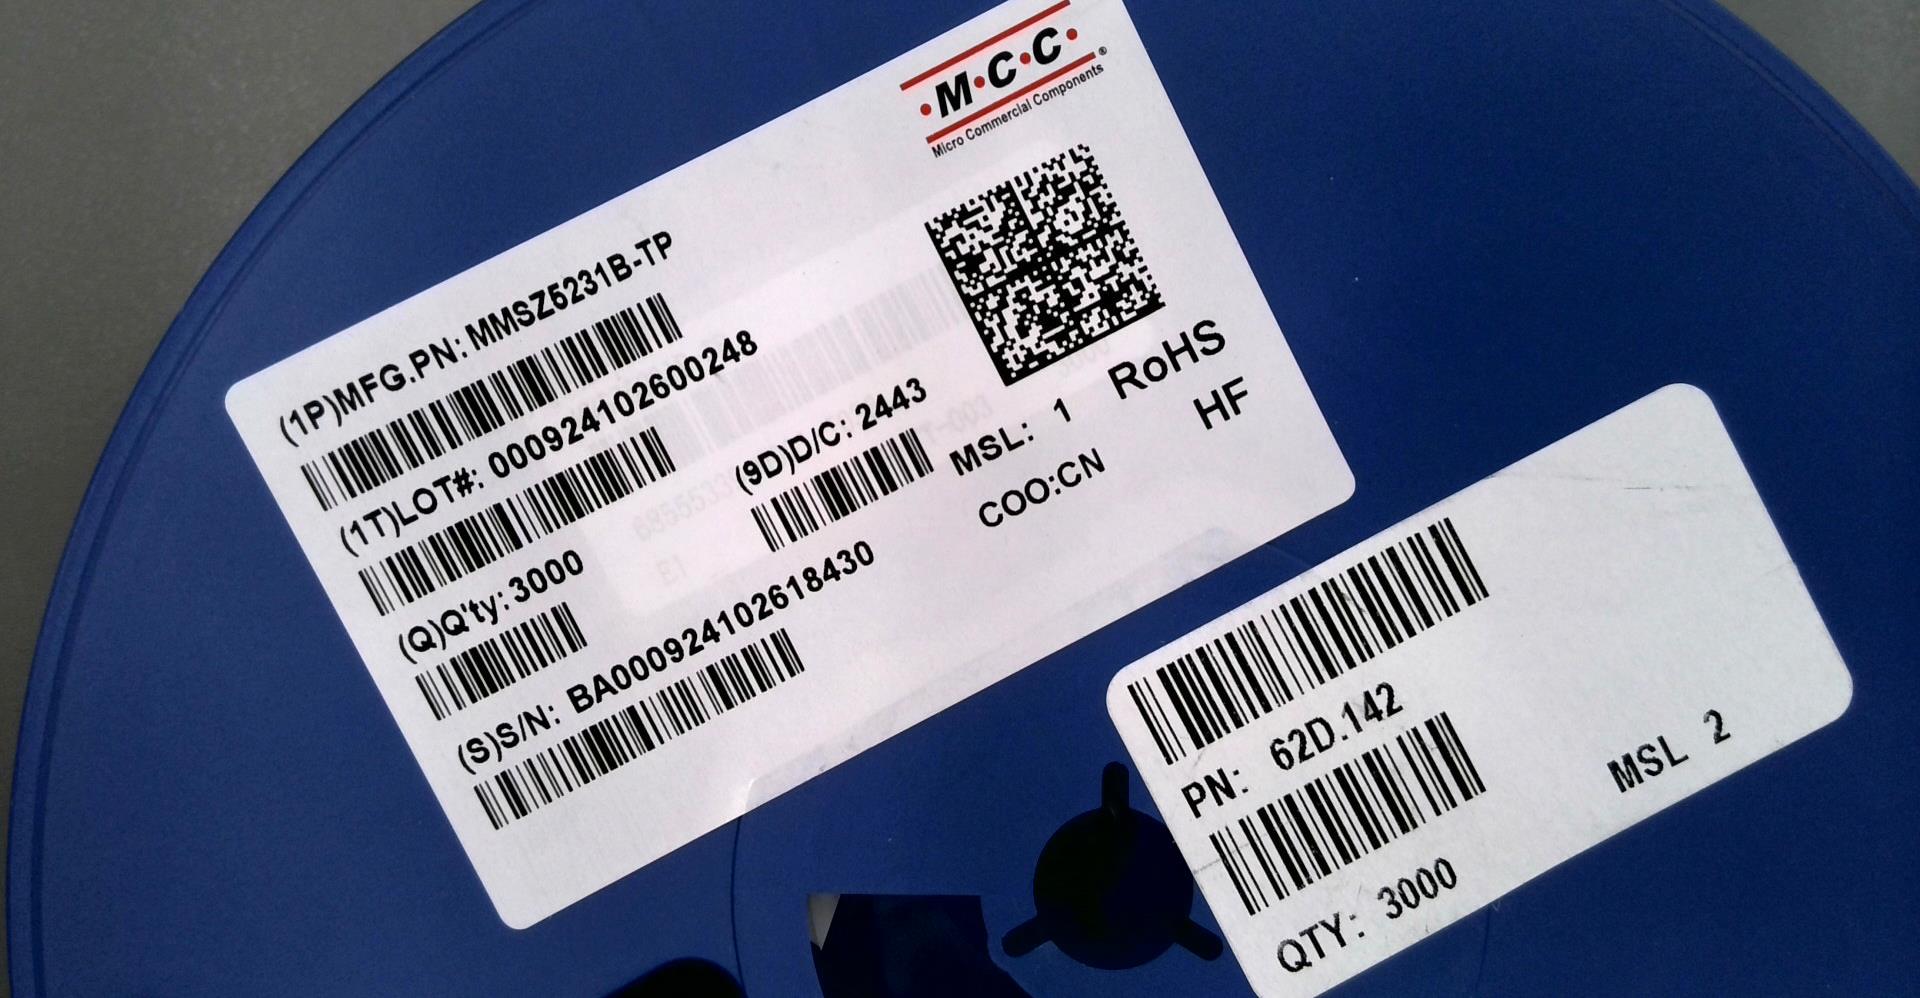 ·M·C·C·®
Micro Commercial Components
(1P)MFG.PN: MMSZ5231B-TP
(1T)LOT#: 000924102600248
(Q)Q'ty: 3000
(9D)D/C: 2443
MSL: 1
RoHS
HF
COO:CN
(S)S/N: BA000924102618430
PN: 62D.142
QTY: 3000
MSL 2